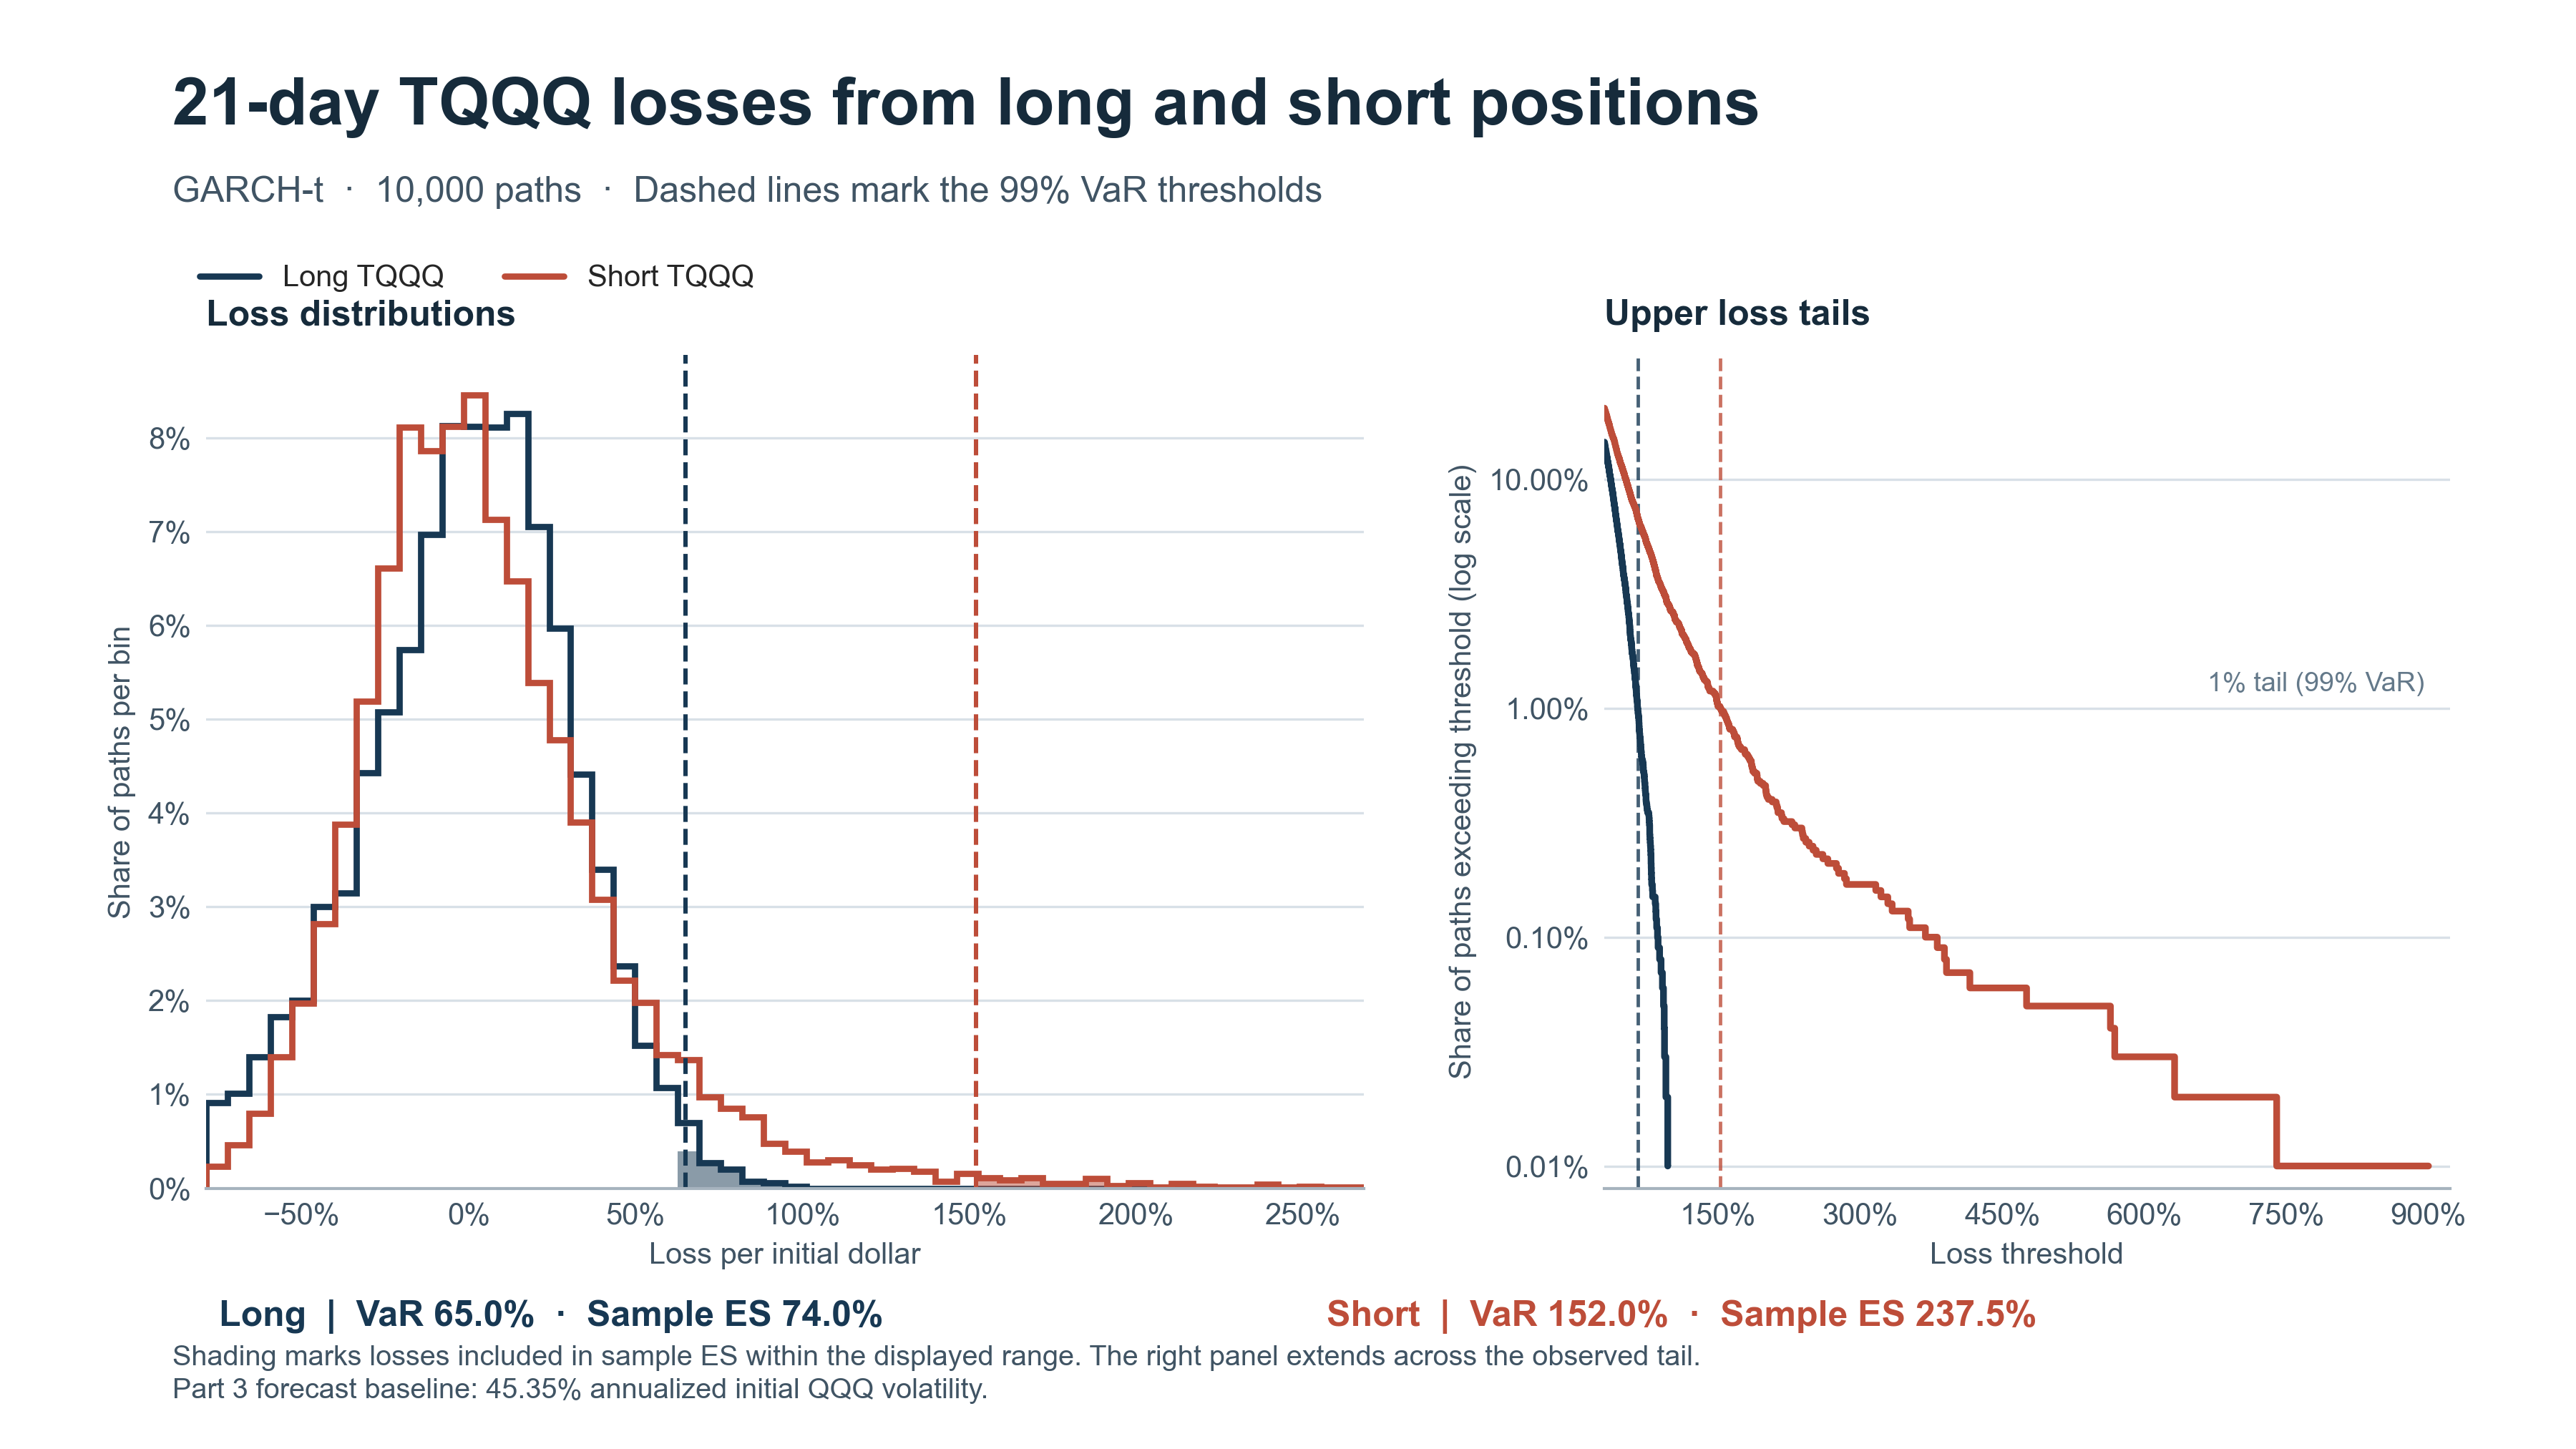 21-day TQQQ losses from long and short positions
GARCH-t · 10,000 paths · Dashed lines mark the 99% VaR thresholds
Long TQQQ
Short TQQQ
Loss distributions
Share of paths per bin
8%
7%
6%
5%
4%
3%
2%
1%
0%
−50%
0%
50%
100%
150%
200%
250%
Loss per initial dollar
Upper loss tails
Share of paths exceeding threshold (log scale)
10.00%
1.00%
0.10%
0.01%
1% tail (99% VaR)
150%
300%
450%
600%
750%
900%
Loss threshold
Long | VaR 65.0% · Sample ES 74.0%
Short | VaR 152.0% · Sample ES 237.5%
Shading marks losses included in sample ES within the displayed range. The right panel extends across the observed tail.
Part 3 forecast baseline: 45.35% annualized initial QQQ volatility.